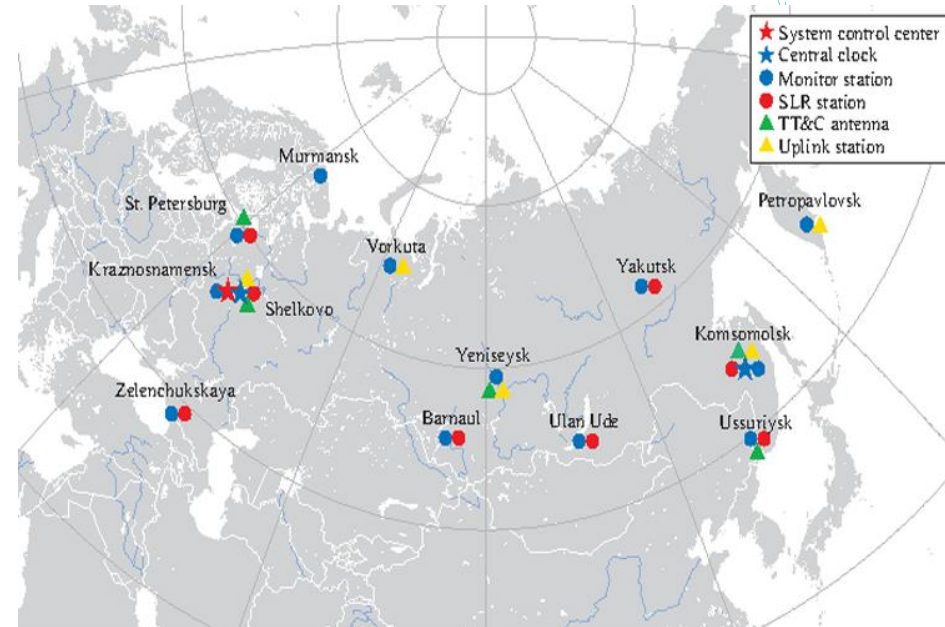 System control center
Central clock
Monitor station
SLR station
TT&C antenna
Uplink station
Murmansk
St. Petersburg
Petropavlovsk
Vorkuta
Kraznosnamensk
Yakutsk
Shelkovo
Komsomolsk
Yeniseysk
Zelenchukskaya
Barnaul
Ulan Ude
Ussuriysk